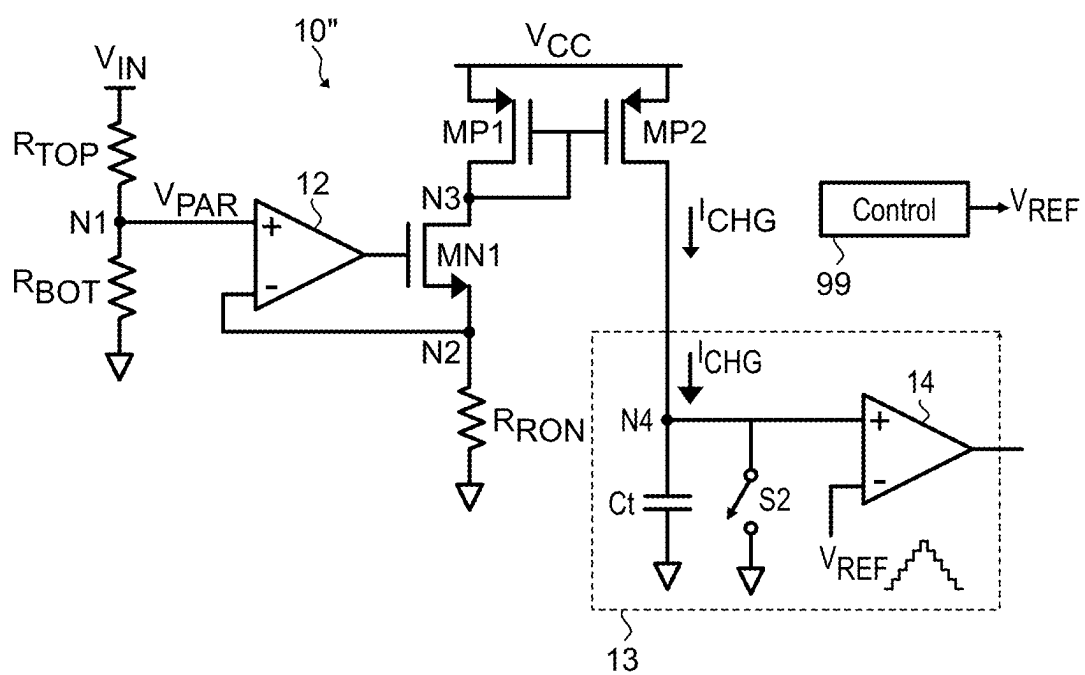 10"
VIN
VCC
RTOP
MP1
MP2
12
N3
VPAR
N1
ICHG
Control
VREF
+
MN1
RBOT
-
99
N2
ICHG
14
RRON
N4
+
Ct
S2
-
VREF
13